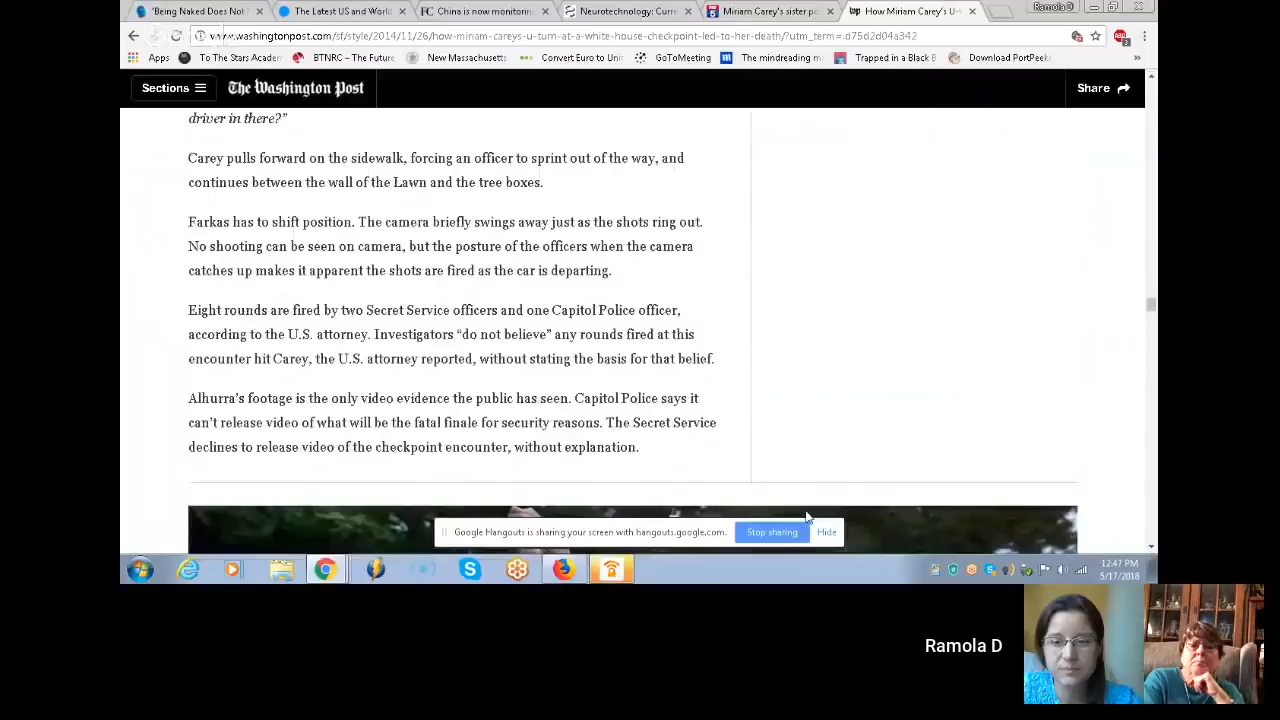 "Being Naked Does Not
The Latest US and World
China is now monitorin
Neurotechnology: Curre
Miriam Carey's sister p
How Miriam Carey's U-
Ramola D
www.washingtonpost.com/sf/style/2014/11/26/how-miriam-careys-u-turn-at-a-white-house-checkpoint-led-to-her-death/?utm_term=.d75d2d04a342
Apps
To The Stars Acaden
BTNRC – The Future
New Massachusetts
Convert Euro to Uni
GoToMeeting
The mindreading m
Trapped in a Black B
Download PortPeek
Sections
The Washington Post
Share
driver in there?"
Carey pulls forward on the sidewalk, forcing an officer to sprint out of the way, and
continues between the wall of the Lawn and the tree boxes.
Farkas has to shift position. The camera briefly swings away just as the shots ring out.
No shooting can be seen on camera, but the posture of the officers when the camera
catches up makes it apparent the shots are fired as the car is departing.
Eight rounds are fired by two Secret Service officers and one Capitol Police officer,
according to the U.S. attorney. Investigators “do not believe” any rounds fired at this
encounter hit Carey, the U.S. attorney reported, without stating the basis for that belief.
Alhurra’s footage is the only video evidence the public has seen. Capitol Police says it
can’t release video of what will be the fatal finale for security reasons. The Secret Service
declines to release video of the checkpoint encounter, without explanation.
Google Hangouts is sharing your screen with hangouts.google.com.
Stop sharing
Hide
12:47 PM
5/17/2018
Ramola D